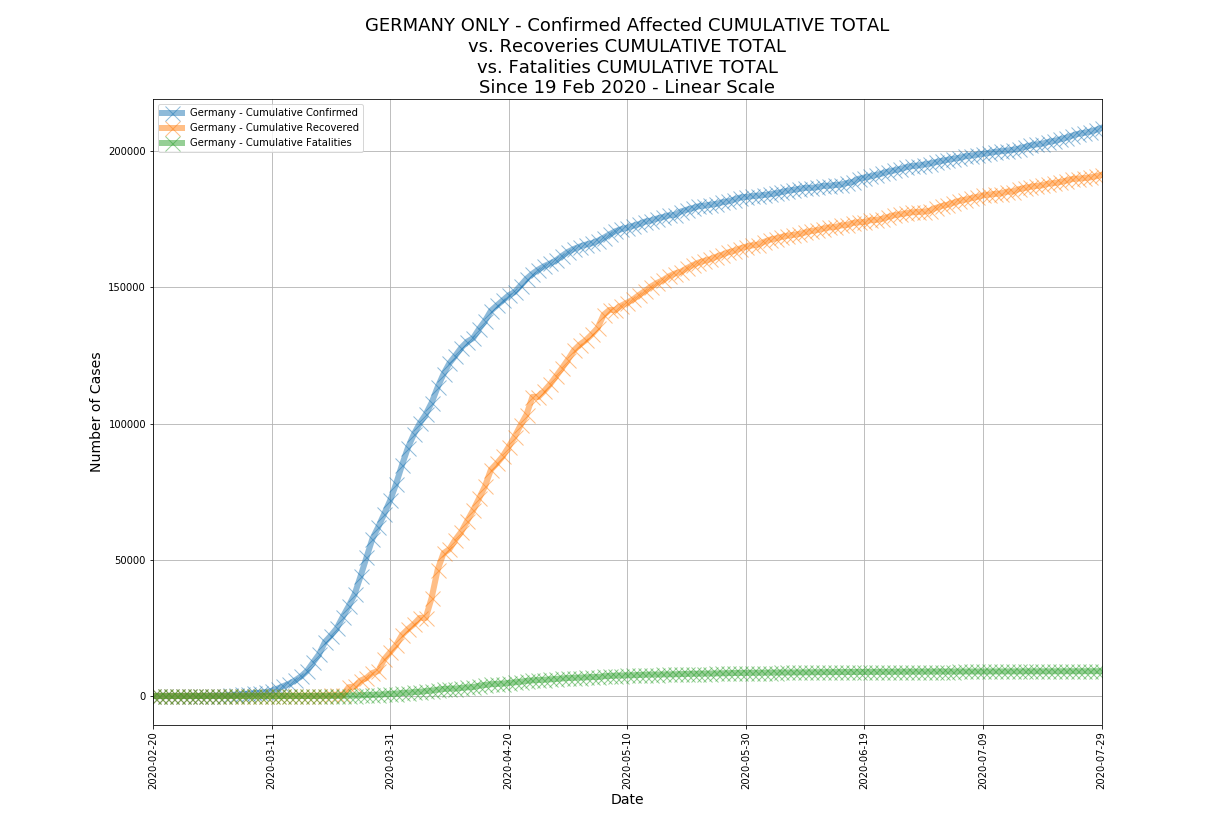 GERMANY ONLY - Confirmed Affected CUMULATIVE TOTAL
vs. Recoveries CUMULATIVE TOTAL
vs. Fatalities CUMULATIVE TOTAL
Since 19 Feb 2020 - Linear Scale
Germany - Cumulative Confirmed
Germany - Cumulative Recovered
Germany - Cumulative Fatalities
Number of Cases
200000
150000
100000
50000
0
2020-02-20
2020-03-11
2020-03-31
2020-04-20
2020-05-10
2020-05-30
2020-06-19
2020-07-09
2020-07-29
Date